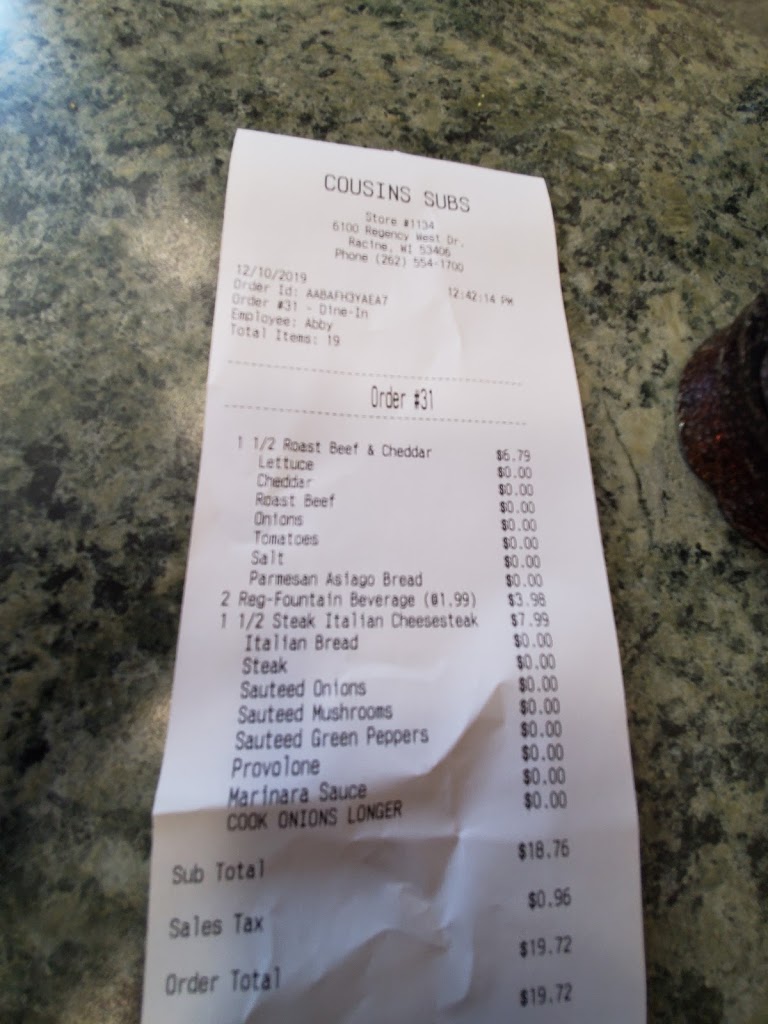 COUSINS SUBS
Store #1134
6100 Regency West Dr.
Racine, WI 53406
Phone (262) 554-1700
12/10/2019 12:42:14 PM
Order Id: AABAFH3YAEA7
Order #31 - Dine-In
Employee: Abby
Total Items: 19
Order #31
1 1/2 Roast Beef & Cheddar $6.79
Lettuce $0.00
Cheddar $0.00
Roast Beef $0.00
Onions $0.00
Tomatoes $0.00
Salt $0.00
Parmesan Asiago Bread $0.00
2 Reg-Fountain Beverage (@1.99) $3.98
1 1/2 Steak Italian Cheesesteak $7.99
Italian Bread $0.00
Steak $0.00
Sauteed Onions $0.00
Sauteed Mushrooms $0.00
Sauteed Green Peppers $0.00
Provolone $0.00
Marinara Sauce $0.00
COOK ONIONS LONGER $0.00
Sub Total $18.76
Sales Tax $0.96
Order Total $19.72
$19.72